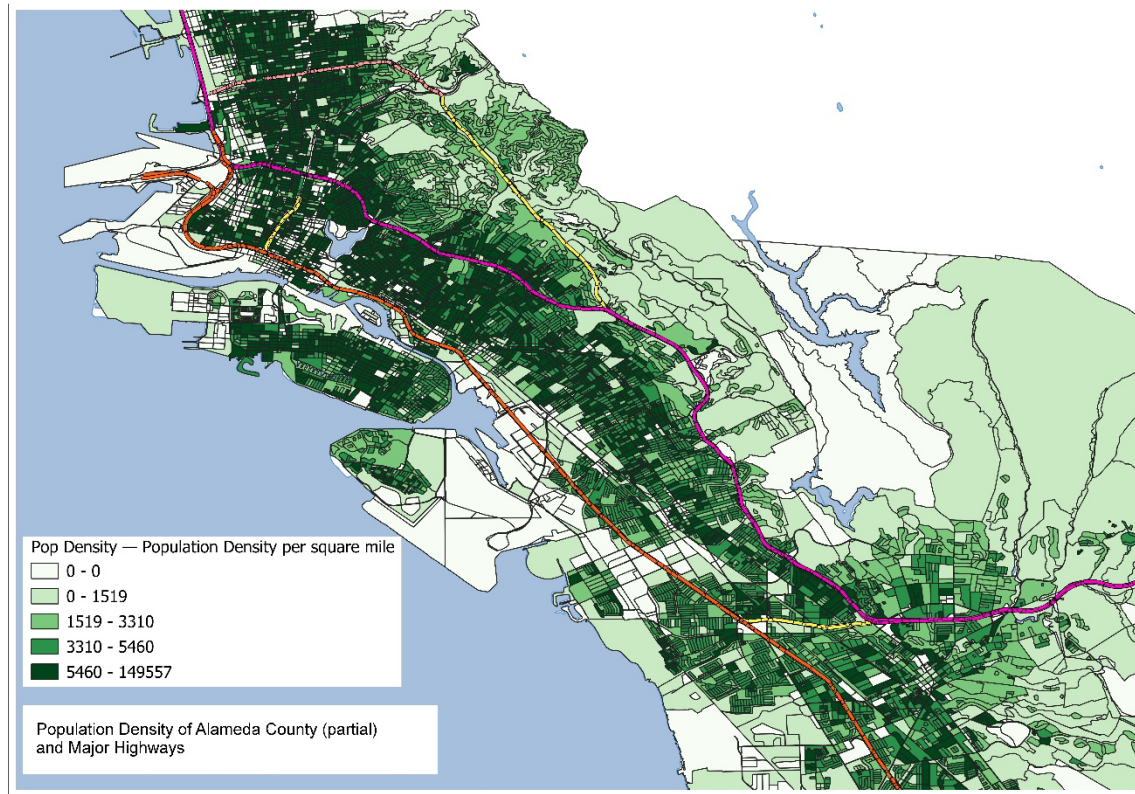 Pop Density — Population Density per square mile
0 - 0
0 - 1519
1519 - 3310
3310 - 5460
5460 - 149557
Population Density of Alameda County (partial)
and Major Highways